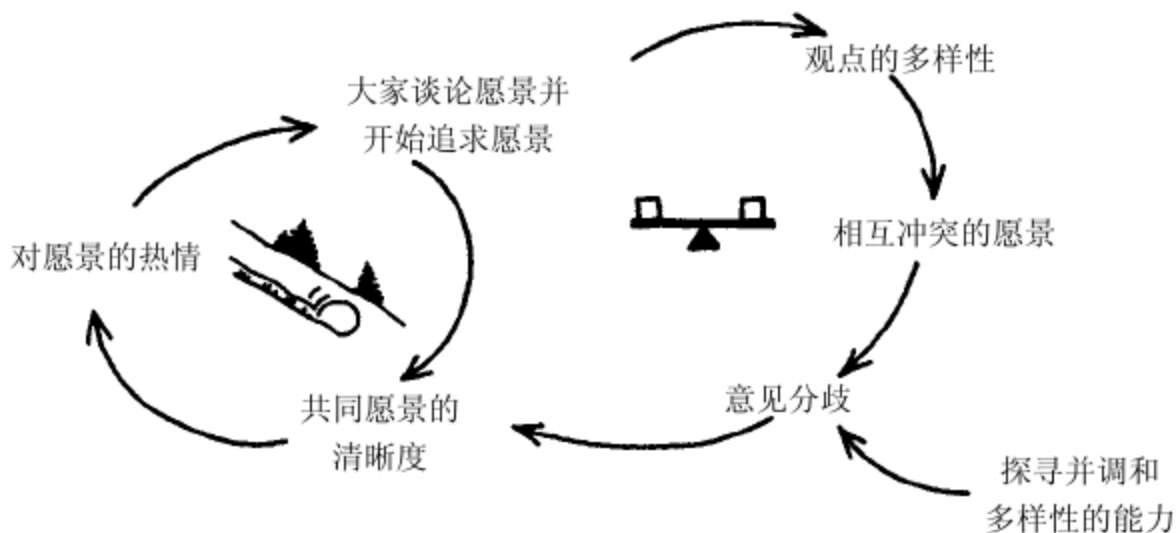 观点的多样性
大家谈论愿景并
开始追求愿景
相互冲突的愿景
对愿景的热情
意见分歧
共同愿景的
清晰度
探寻并调和
多样性的能力